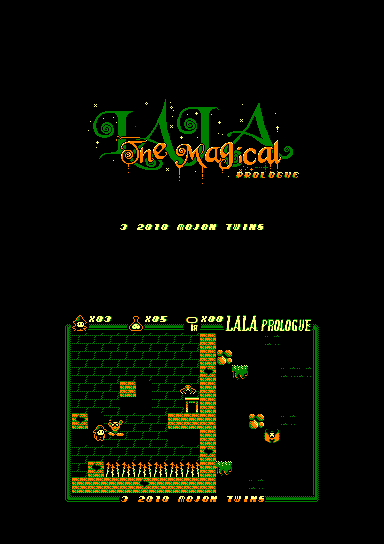 LALA
The Magical
PROLOGUE
© 2010 MOJON TWINS
X03 X05 X00 LALA PROLOGUE
© 2010 MOJON TWINS